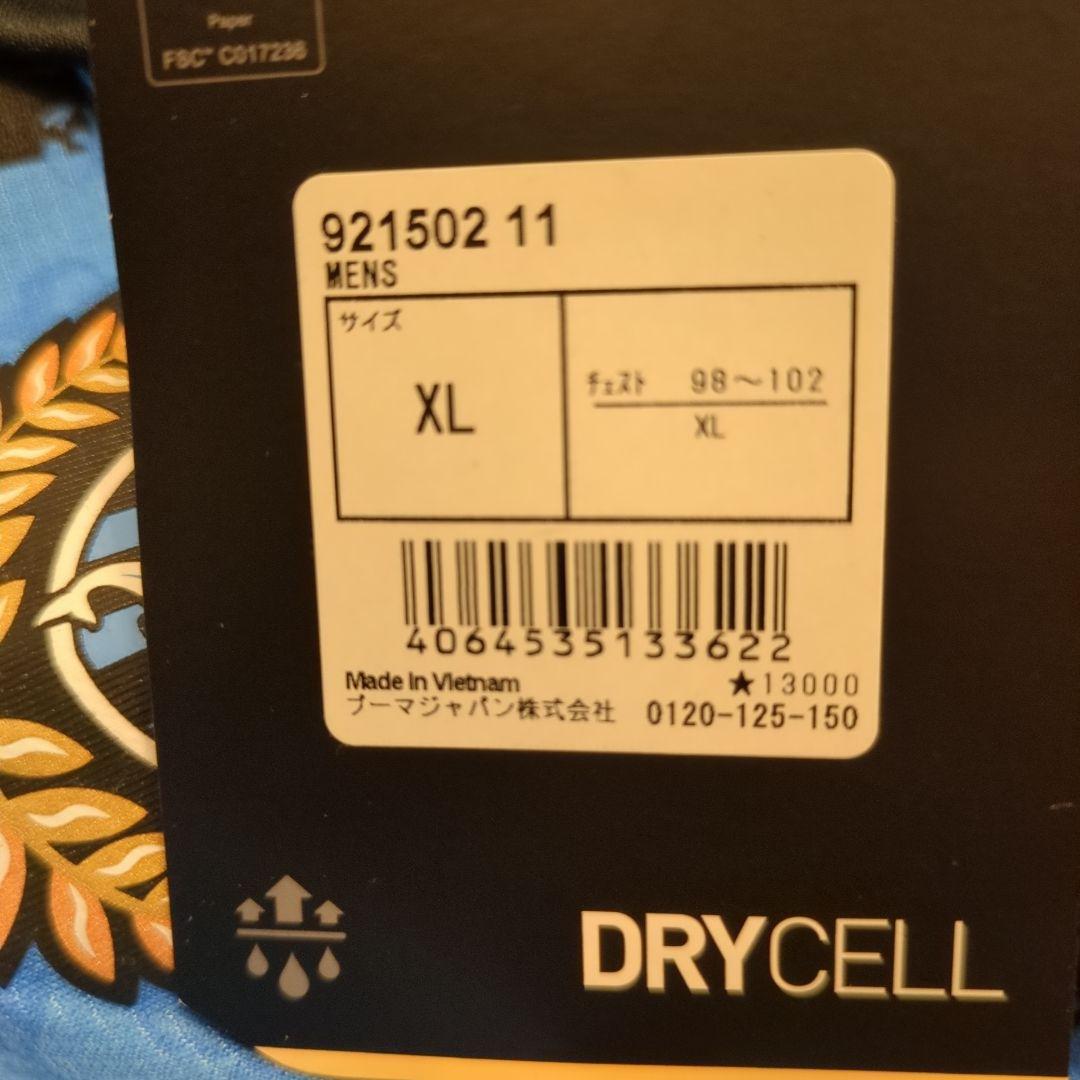 Paper
FSC™ C017236
921502 11
MENS
サイズ
XL
チェスト 98～102
XL
4064535133622
Made in Vietnam
★13000
プーマジャパン株式会社 0120-125-150
DRYCELL